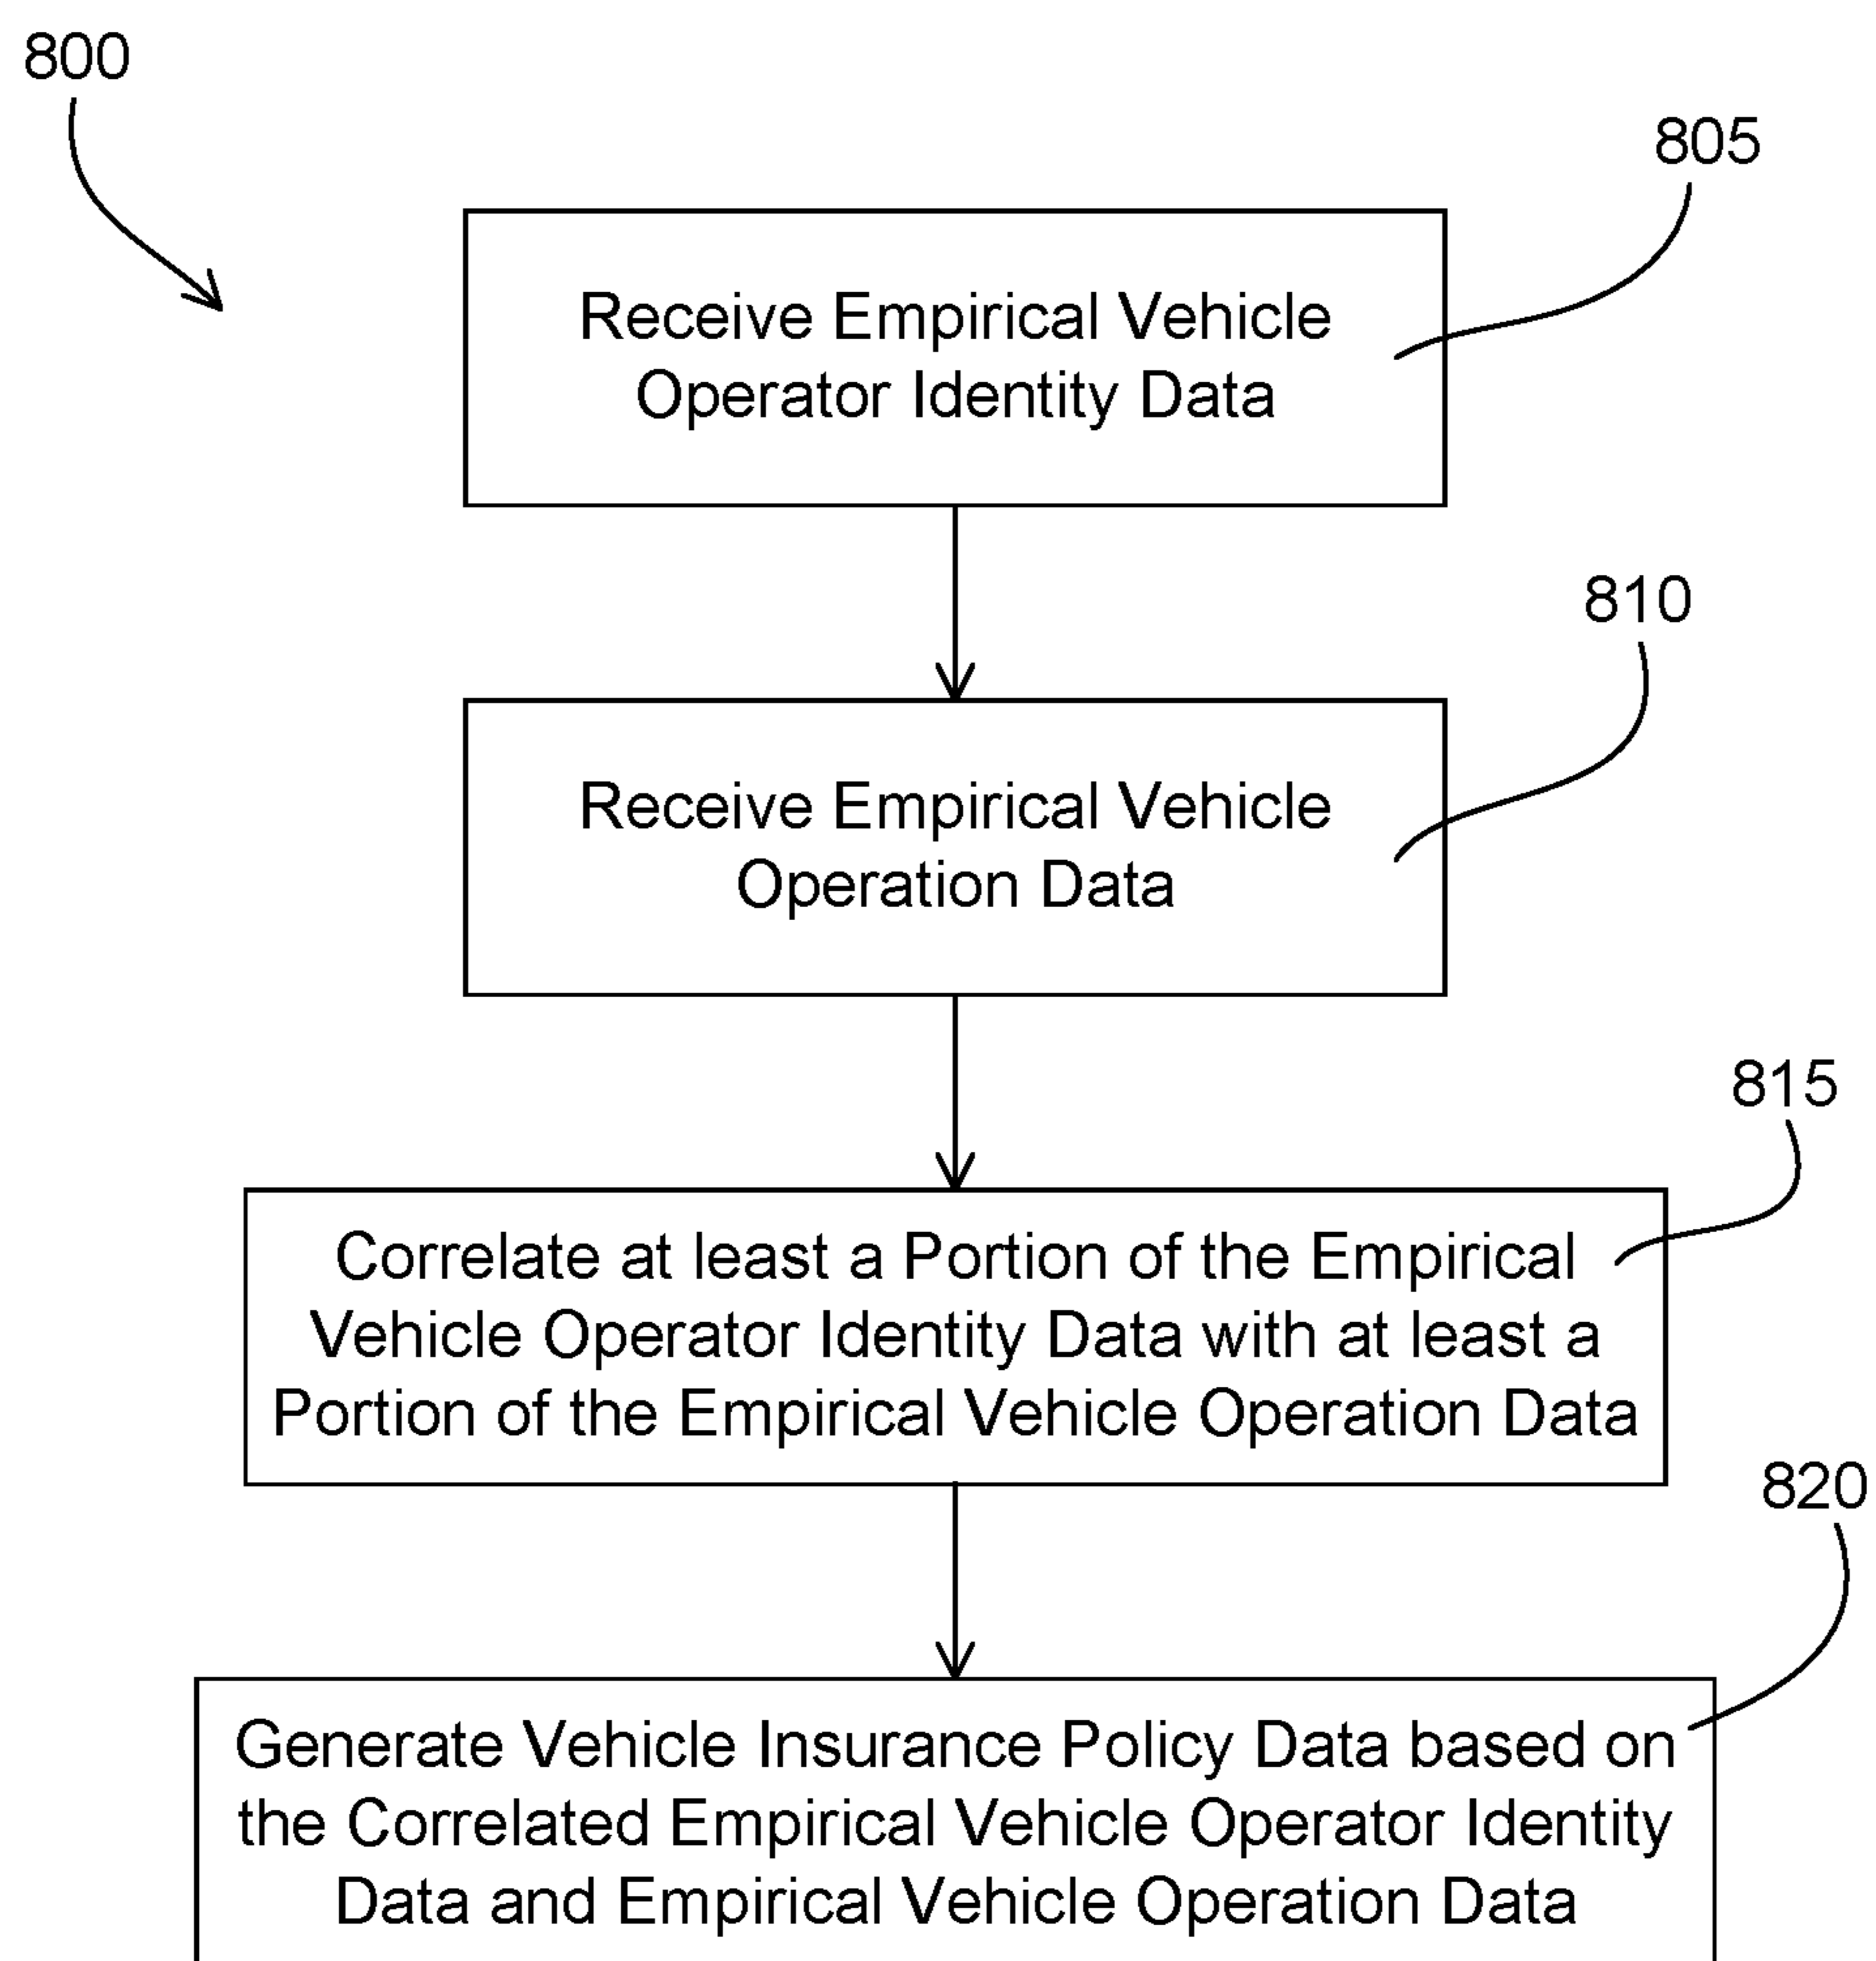 800
805
Receive Empirical Vehicle
Operator Identity Data
810
Receive Empirical Vehicle
Operation Data
815
Correlate at least a Portion of the Empirical
Vehicle Operator Identity Data with at least a
Portion of the Empirical Vehicle Operation Data
820
Generate Vehicle Insurance Policy Data based on
the Correlated Empirical Vehicle Operator Identity
Data and Empirical Vehicle Operation Data